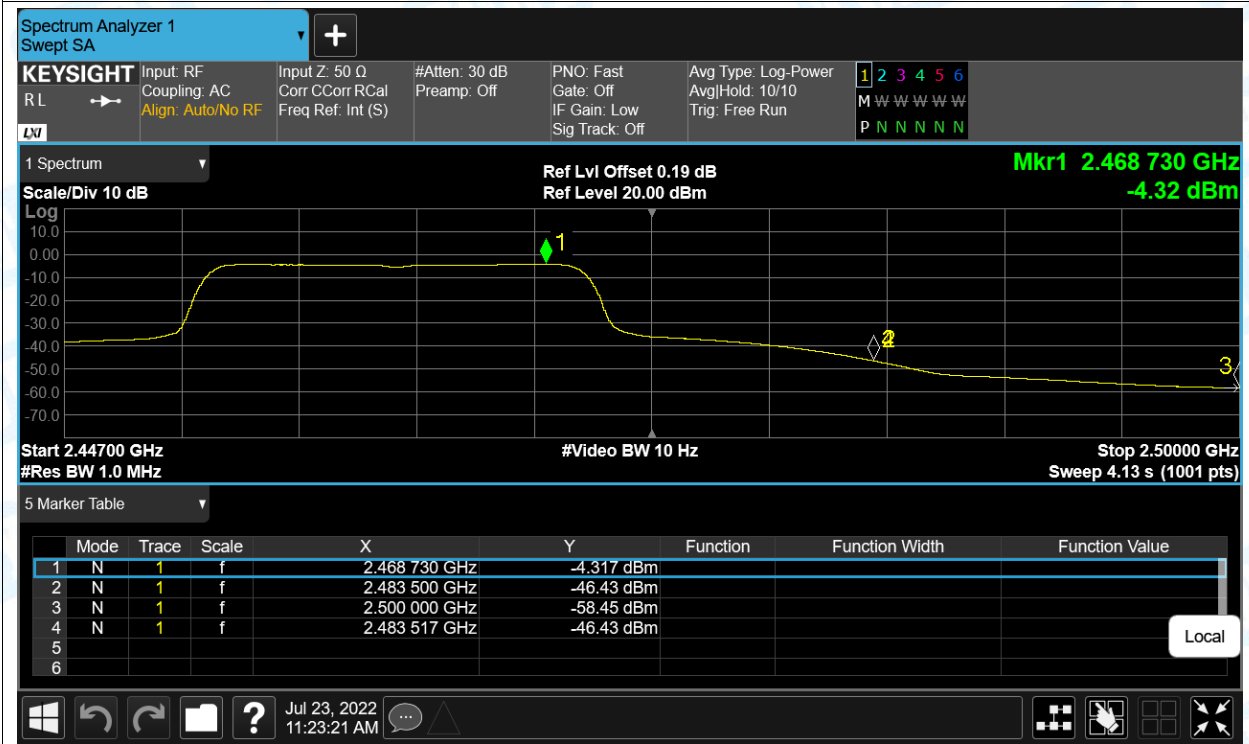 Spectrum Analyzer 1
Swept SA
KEYSIGHT
R L
LXI
Input: RF
Coupling: AC
Align: Auto/No RF
Input Z: 50 Ω
Corr CCorr RCal
Freq Ref: Int (S)
#Atten: 30 dB
Preamp: Off
PNO: Fast
Gate: Off
IF Gain: Low
Sig Track: Off
Avg Type: Log-Power
Avg|Hold: 10/10
Trig: Free Run
1 2 3 4 5 6
M W W W W W
P N N N N N
1 Spectrum
Scale/Div 10 dB
Ref Lvl Offset 0.19 dB
Ref Level 20.00 dBm
Mkr1 2.468 730 GHz
-4.32 dBm
Log
10.0
0.00
-10.0
-20.0
-30.0
-40.0
-50.0
-60.0
-70.0
1
2
3
Start 2.44700 GHz
#Video BW 10 Hz
Stop 2.50000 GHz
#Res BW 1.0 MHz
Sweep 4.13 s (1001 pts)
5 Marker Table
Mode Trace Scale X Y Function Function Width Function Value
1 N 1 f 2.468 730 GHz -4.317 dBm
2 N 1 f 2.483 500 GHz -46.43 dBm
3 N 1 f 2.500 000 GHz -58.45 dBm
4 N 1 f 2.483 517 GHz -46.43 dBm
5
6
Local
?
Jul 23, 2022
11:23:21 AM